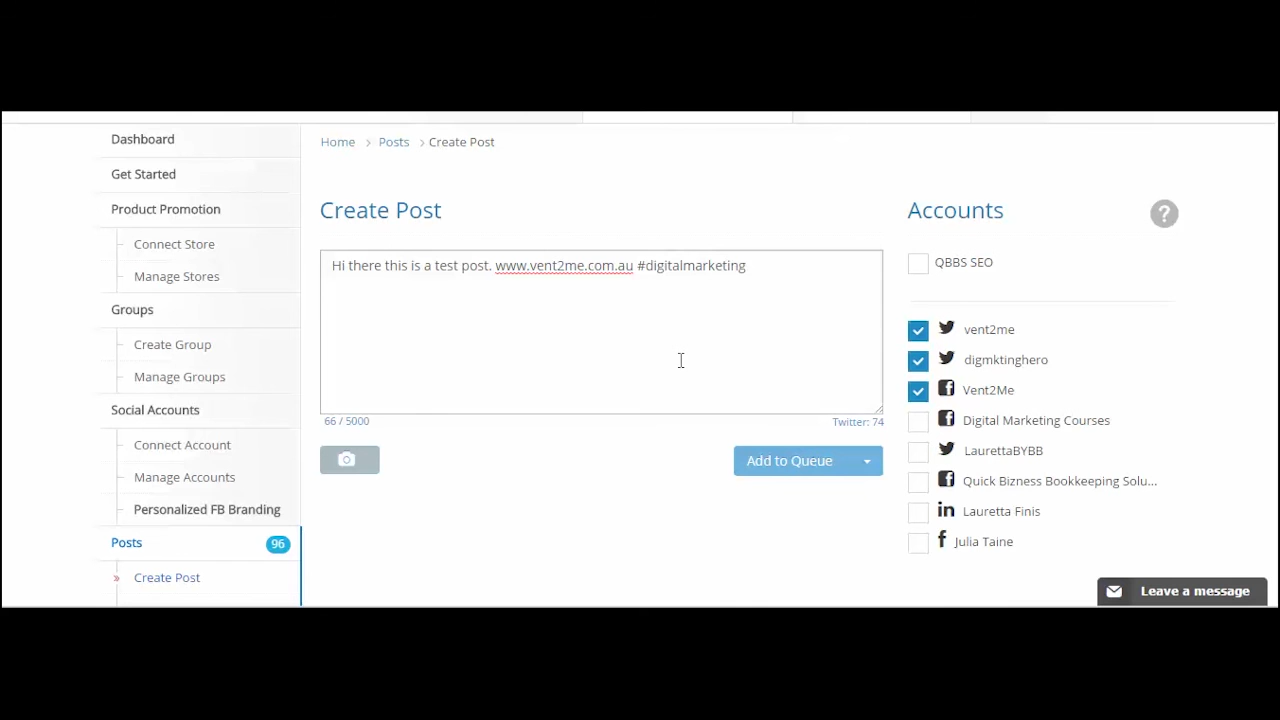 Dashboard
Get Started
Product Promotion
Connect Store
Manage Stores
Groups
Create Group
Manage Groups
Social Accounts
Connect Account
Manage Accounts
Personalized FB Branding
Posts 96
» Create Post
Home > Posts > Create Post
Create Post
Hi there this is a test post. www.vent2me.com.au #digitalmarketing
66 / 5000 Twitter: 74
Add to Queue
Accounts ?
QBBS SEO
vent2me
digmktinghero
Vent2Me
Digital Marketing Courses
LaurettaBYBB
Quick Bizness Bookkeeping Solu...
Lauretta Finis
Julia Taine
Leave a message